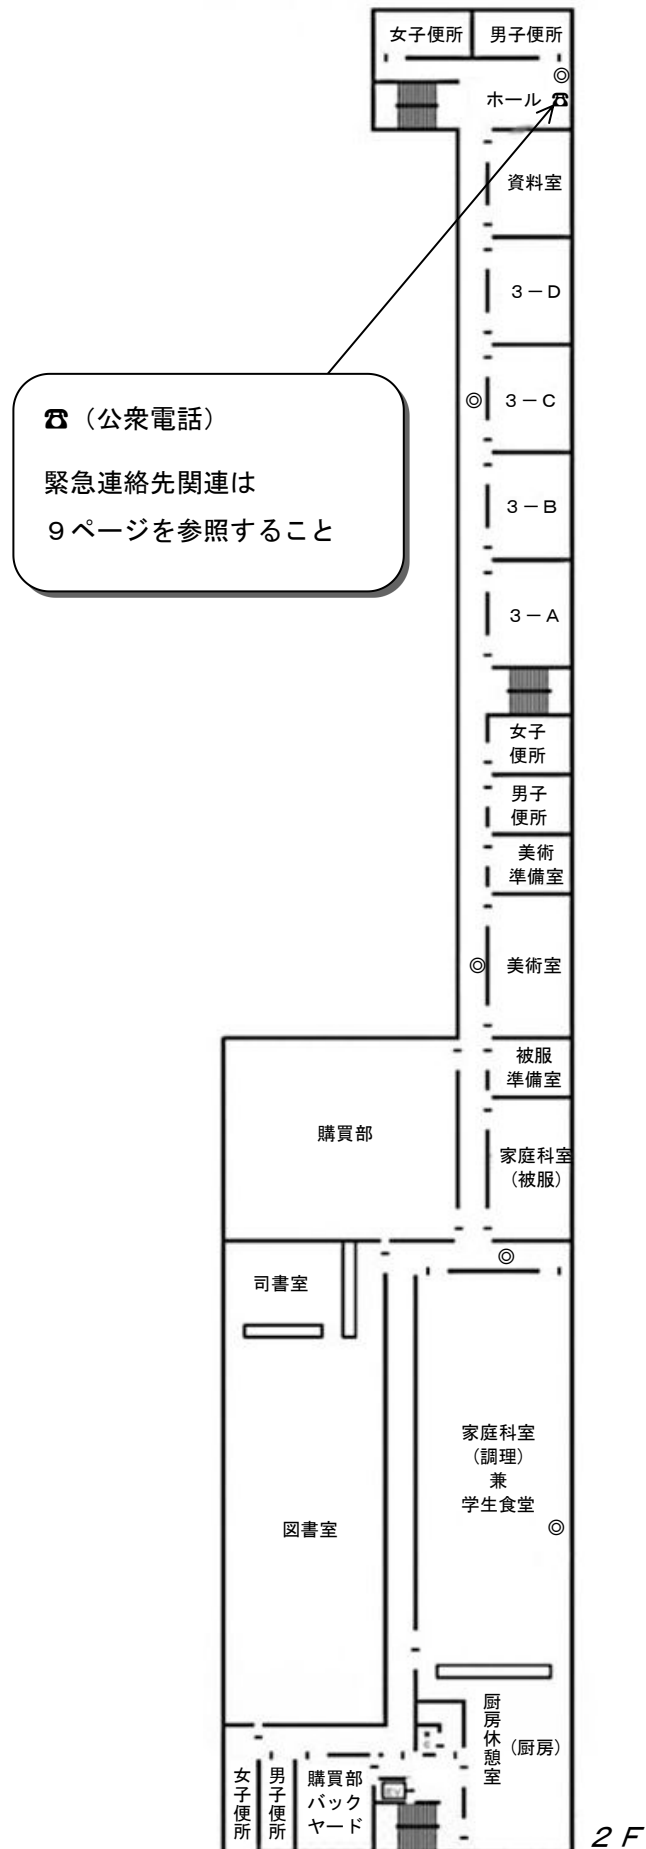 女子便所
男子便所
◎
ホール ☎
資料室
３－Ｄ
３－Ｃ
◎
３－Ｂ
３－Ａ
☎（公衆電話）
緊急連絡先関連は
９ページを参照すること
女子
便所
男子
便所
美術
準備室
美術室
◎
被服
準備室
購買部
家庭科室
（被服）
◎
司書室
家庭科室
（調理）
兼
学生食堂
◎
図書室
厨房休憩室
（厨房）
女子便所
男子便所
購買部
バック
ヤード
２Ｆ